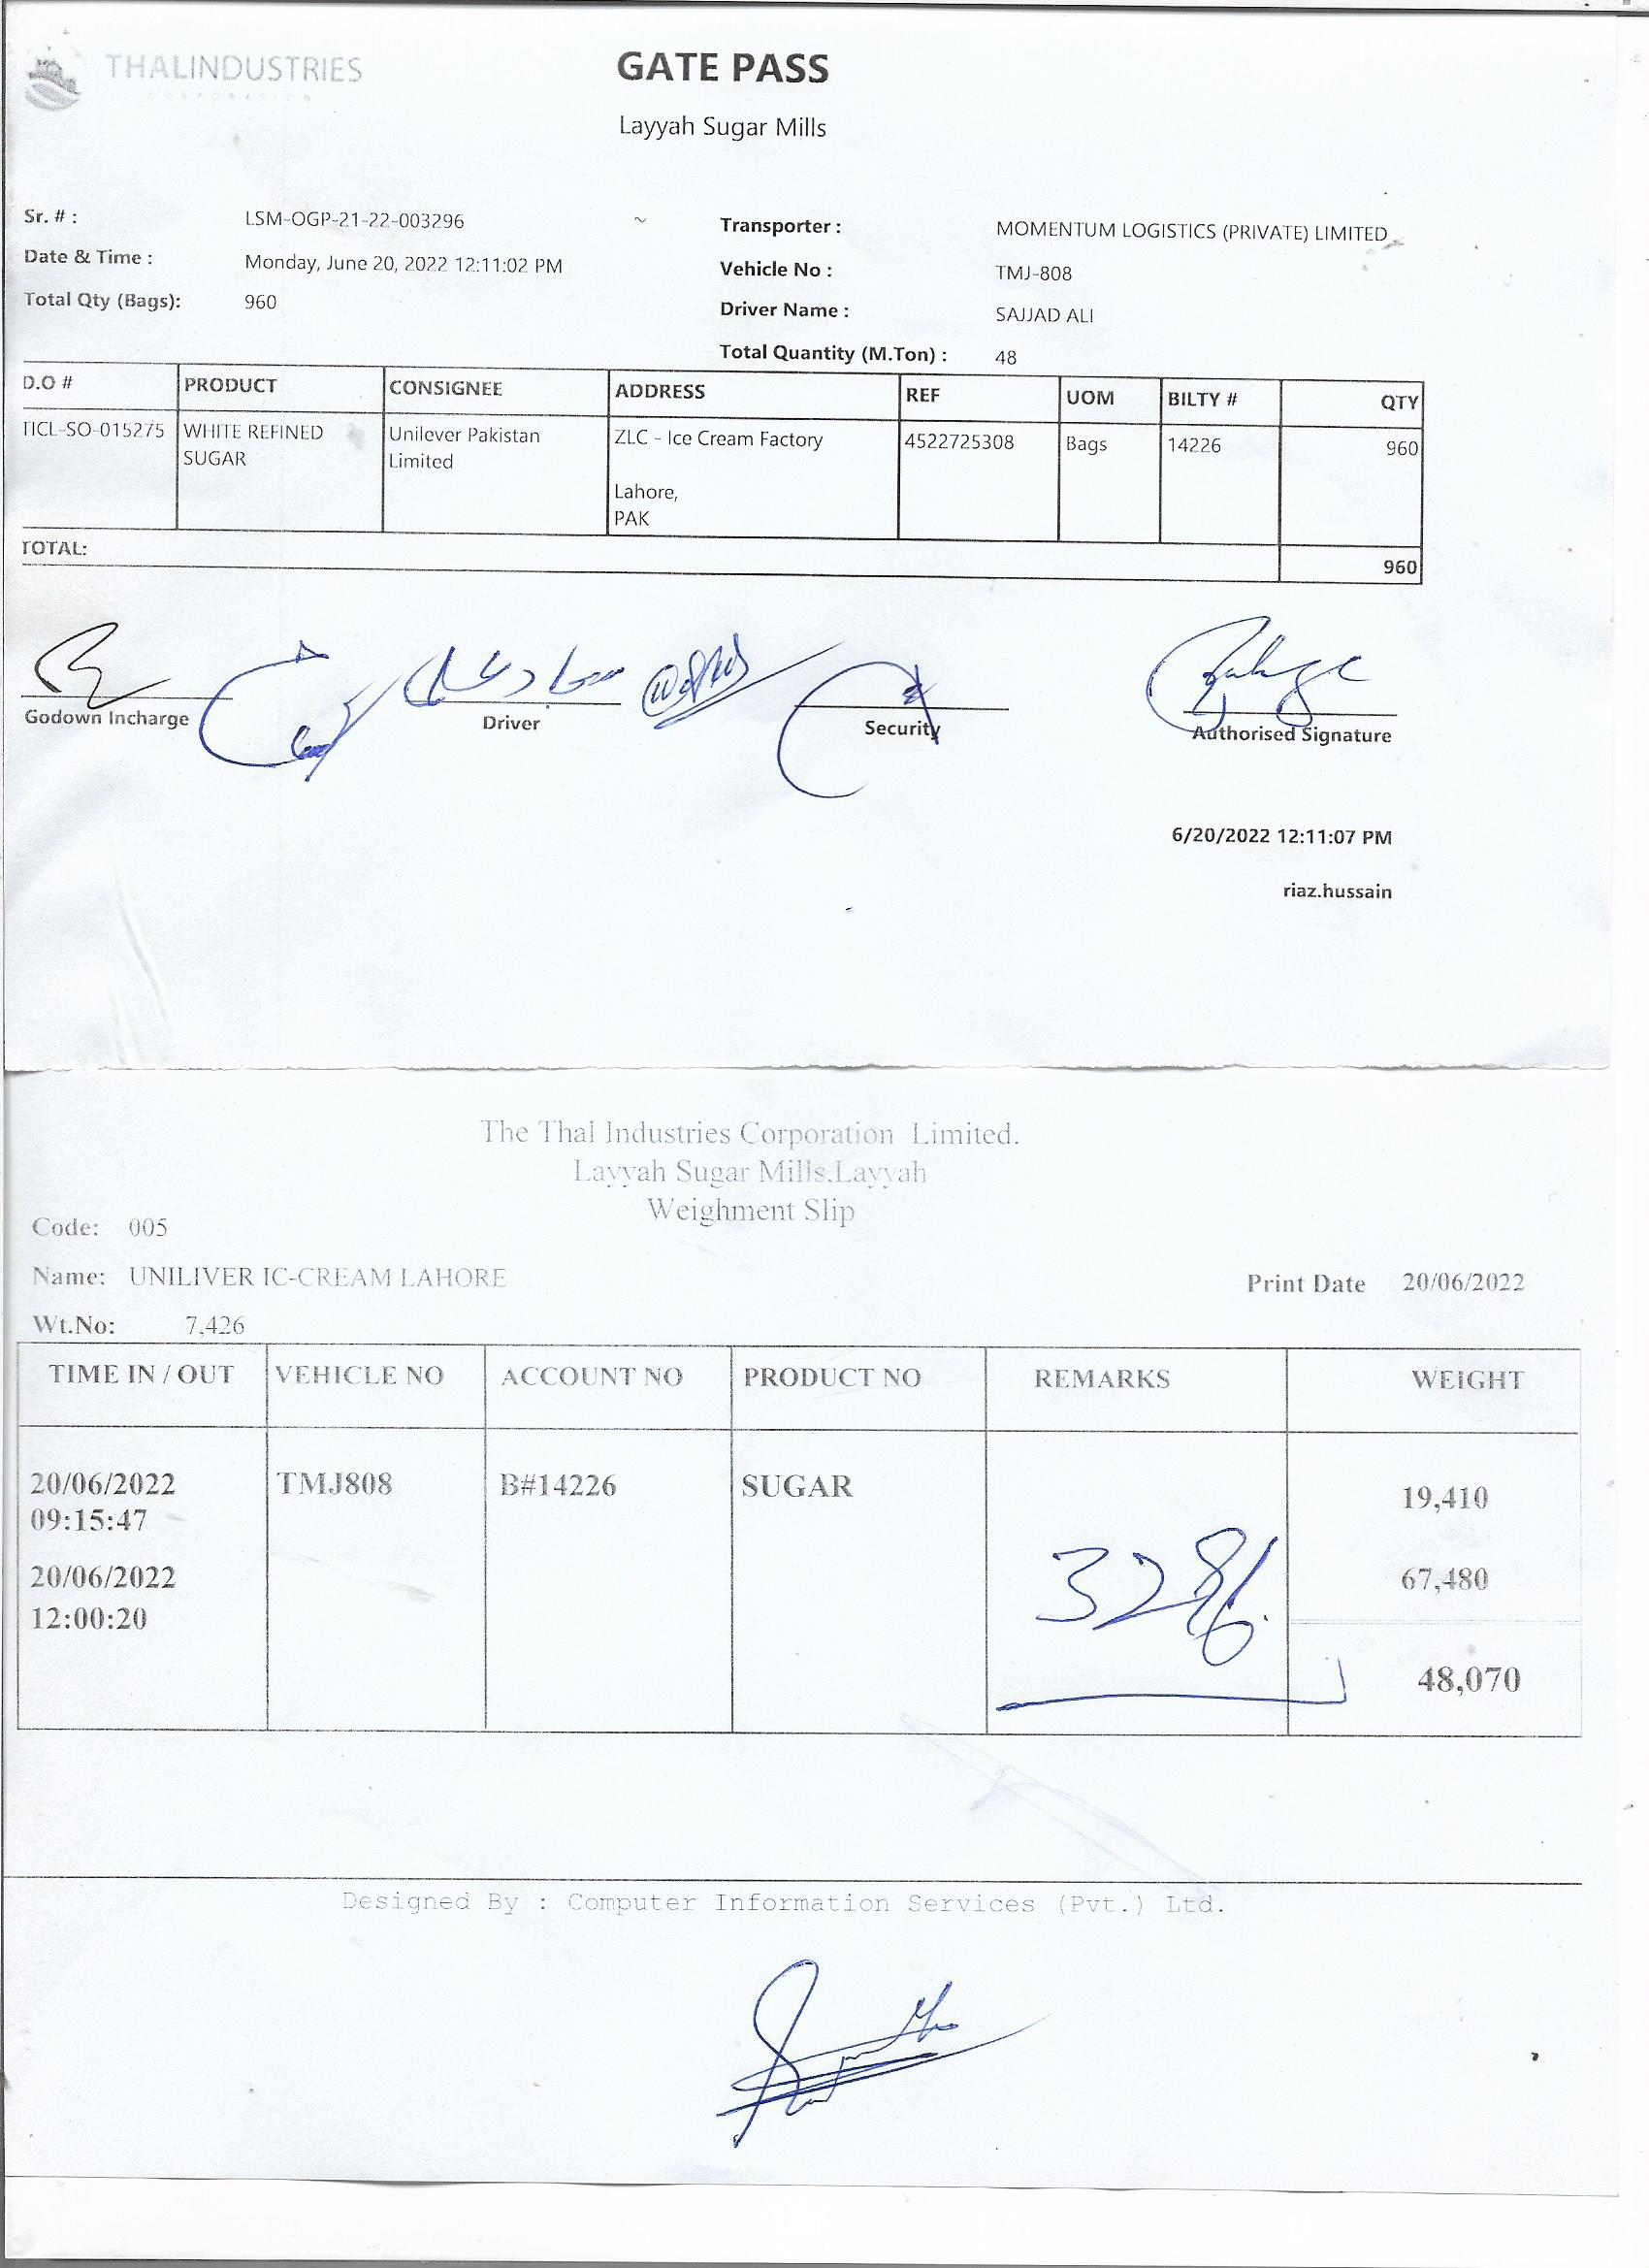 THALINDUSTRIES
CORPORATION
GATE PASS
Layyah Sugar Mills
Sr. # : LSM-OGP-21-22-003296
Date & Time : Monday, June 20, 2022 12:11:02 PM
Total Qty (Bags): 960
Transporter : MOMENTUM LOGISTICS (PRIVATE) LIMITED
Vehicle No : TMJ-808
Driver Name : SAJJAD ALI
Total Quantity (M.Ton) : 48
D.O # PRODUCT CONSIGNEE ADDRESS REF UOM BILTY # QTY
TICL-SO-015275 WHITE REFINED Unilever Pakistan ZLC - Ice Cream Factory 4522725308 Bags 14226 960
SUGAR Limited
Lahore,
PAK
TOTAL: 960
Godown Incharge Driver Security Authorised Signature
6/20/2022 12:11:07 PM
riaz.hussain
The Thal Industries Corporation Limited.
Layyah Sugar Mills.Layyah
Weighment Slip
Code: 005
Name: UNILIVER IC-CREAM LAHORE
Print Date 20/06/2022
Wt.No: 7,426
TIME IN / OUT VEHICLE NO ACCOUNT NO PRODUCT NO REMARKS WEIGHT
20/06/2022 TMJ808 B#14226 SUGAR 19,410
09:15:47
20/06/2022 67,480
12:00:20
48,070
Designed By : Computer Information Services (Pvt.) Ltd.